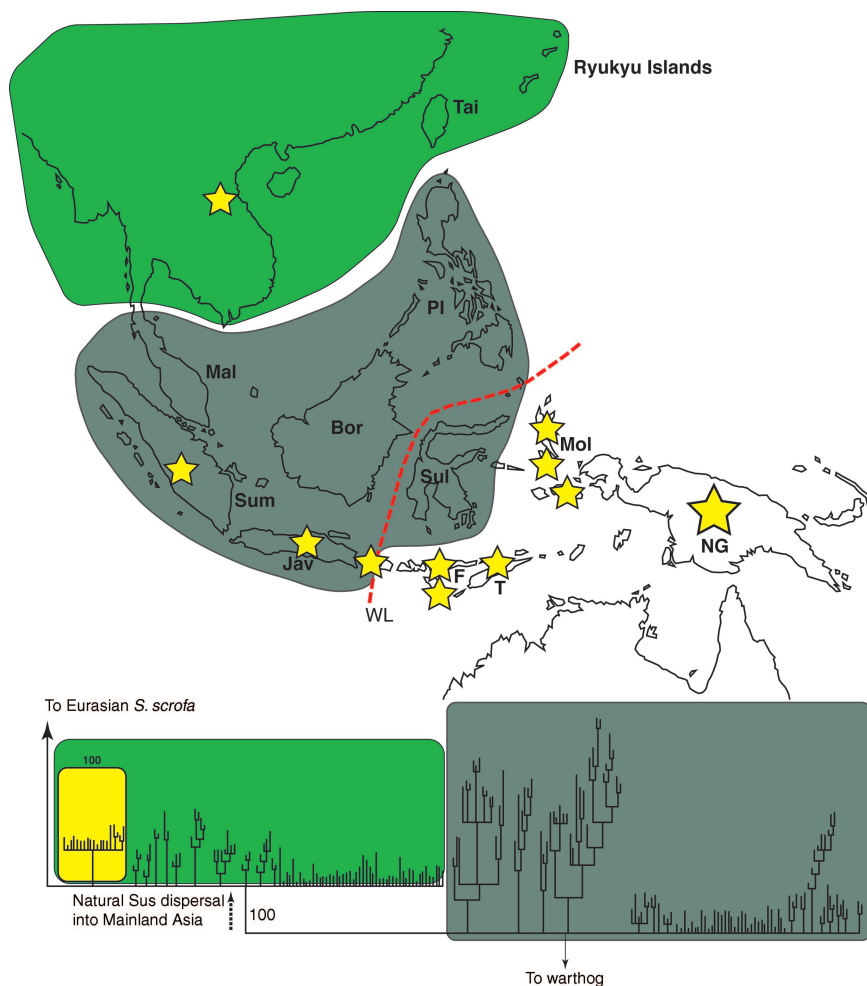 Ryukyu Islands
Tai
PI
Mal
Bor
Mol
Sul
Sum
NG
Jav
F
T
WL
To Eurasian S. scrofa
100
Natural Sus dispersal
into Mainland Asia
100
To warthog